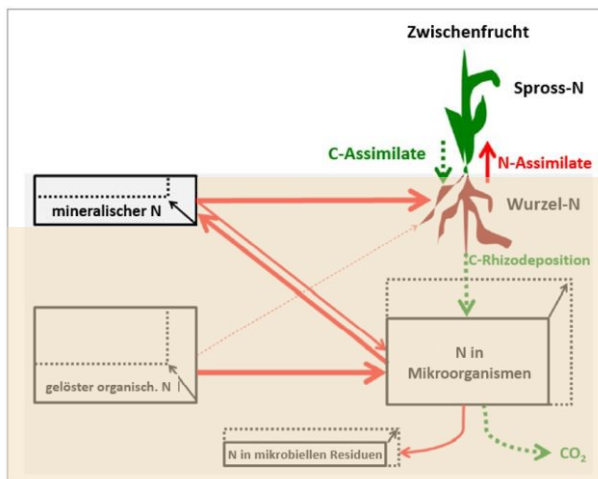 Zwischenfrucht
Spross-N
C-Assimilate
N-Assimilate
mineralischer N
Wurzel-N
C-Rhizodeposition
gelöster organisch. N
N in
Mikroorganismen
N in mikrobiellen Residuen
CO₂